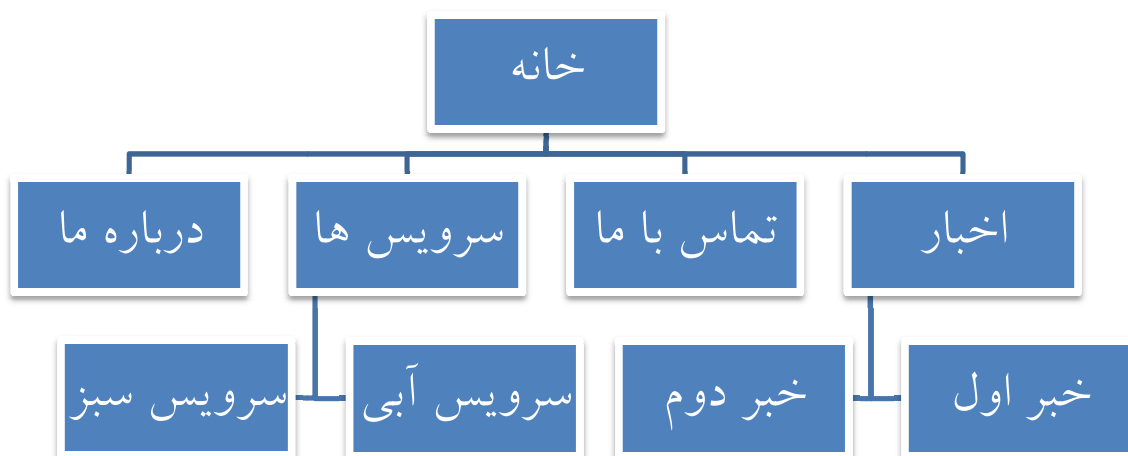 خانه
اخبار
تماس با ما
سرویس ها
درباره ما
خبر اول
خبر دوم
سرویس آبی
سرویس سبز